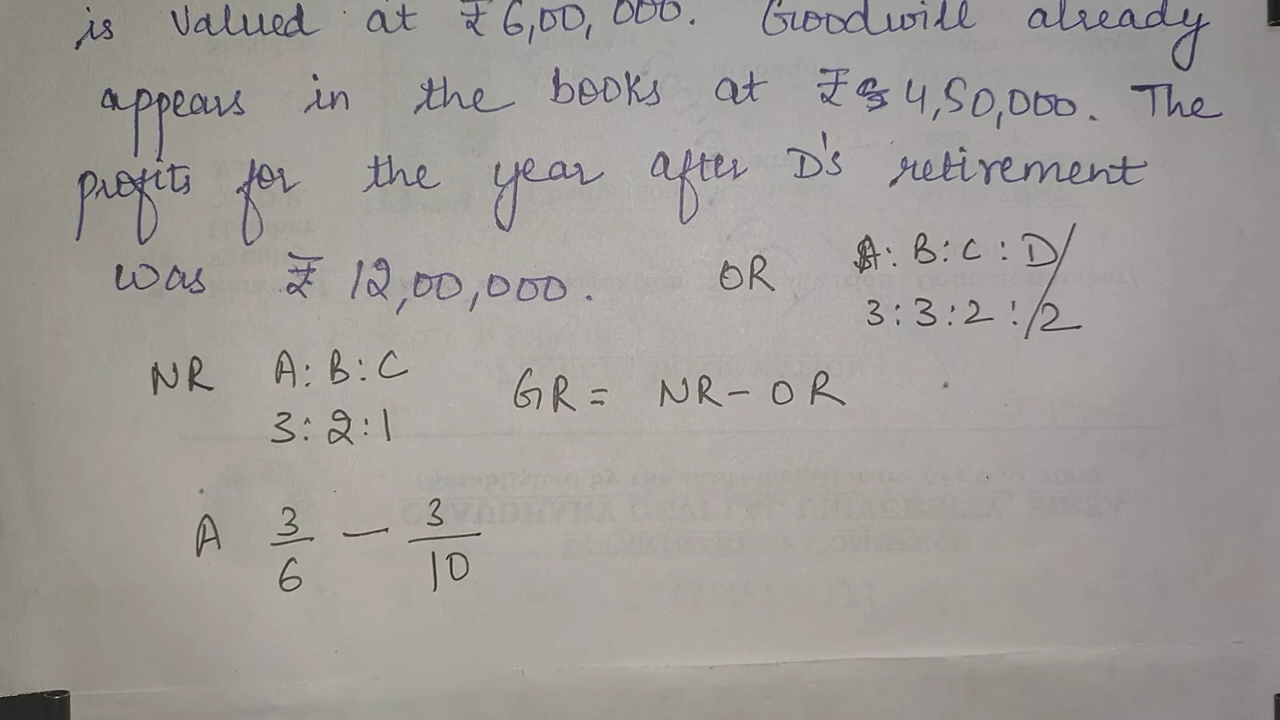 is valued at ₹6,00,000. Goodwill already
appears in the books at ₹ 4,50,000. The
profits for the year after D's retirement
was ₹ 12,00,000.
OR A: B: C : D/
3:3:2:/2
NR A: B: C
3: 2:1
GR = NR - OR
A 3/6 — 3/10